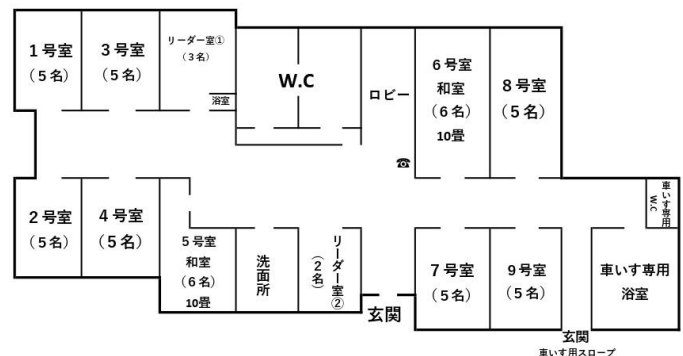 1号室
(5名)
3号室
(5名)
リーダー室①
(3名)
浴室
W.C
ロビー
☎
6号室
和室
(6名)
10畳
8号室
(5名)
車いす専用
W.C
2号室
(5名)
4号室
(5名)
5号室
和室
(6名)
10畳
洗面所
リーダー室②
(2名)
玄関
7号室
(5名)
9号室
(5名)
車いす専用
浴室
玄関
車いす用スロープ